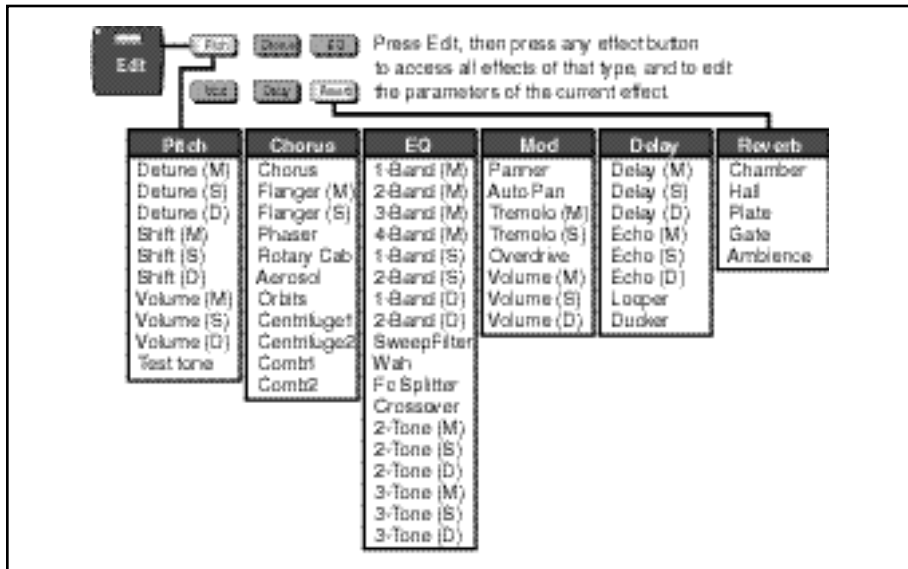 Edit
Pitch Chorus EQ
Press Edit, then press any effect button
to access all effects of that type, and to edit
Mod Delay Reverb
the parameters of the current effect.
Pitch
Detune (M)
Detune (S)
Detune (D)
Shift (M)
Shift (S)
Shift (D)
Volume (M)
Volume (S)
Volume (D)
Test tone
Chorus
Chorus
Flanger (M)
Flanger (S)
Phaser
Rotary Cab
Aerosol
Orbits
Centrifuge1
Centrifuge2
Comb1
Comb2
EQ
1-Band (M)
2-Band (M)
3-Band (M)
4-Band (M)
1-Band (S)
2-Band (S)
1-Band (D)
2-Band (D)
SweepFilter
Wah
Fc Splitter
Crossover
2-Tone (M)
2-Tone (S)
2-Tone (D)
3-Tone (M)
3-Tone (S)
3-Tone (D)
Mod
Panner
Auto Pan
Tremolo (M)
Tremolo (S)
Overdrive
Volume (M)
Volume (S)
Volume (D)
Delay
Delay (M)
Delay (S)
Delay (D)
Echo (M)
Echo (S)
Echo (D)
Looper
Ducker
Reverb
Chamber
Hall
Plate
Gate
Ambience